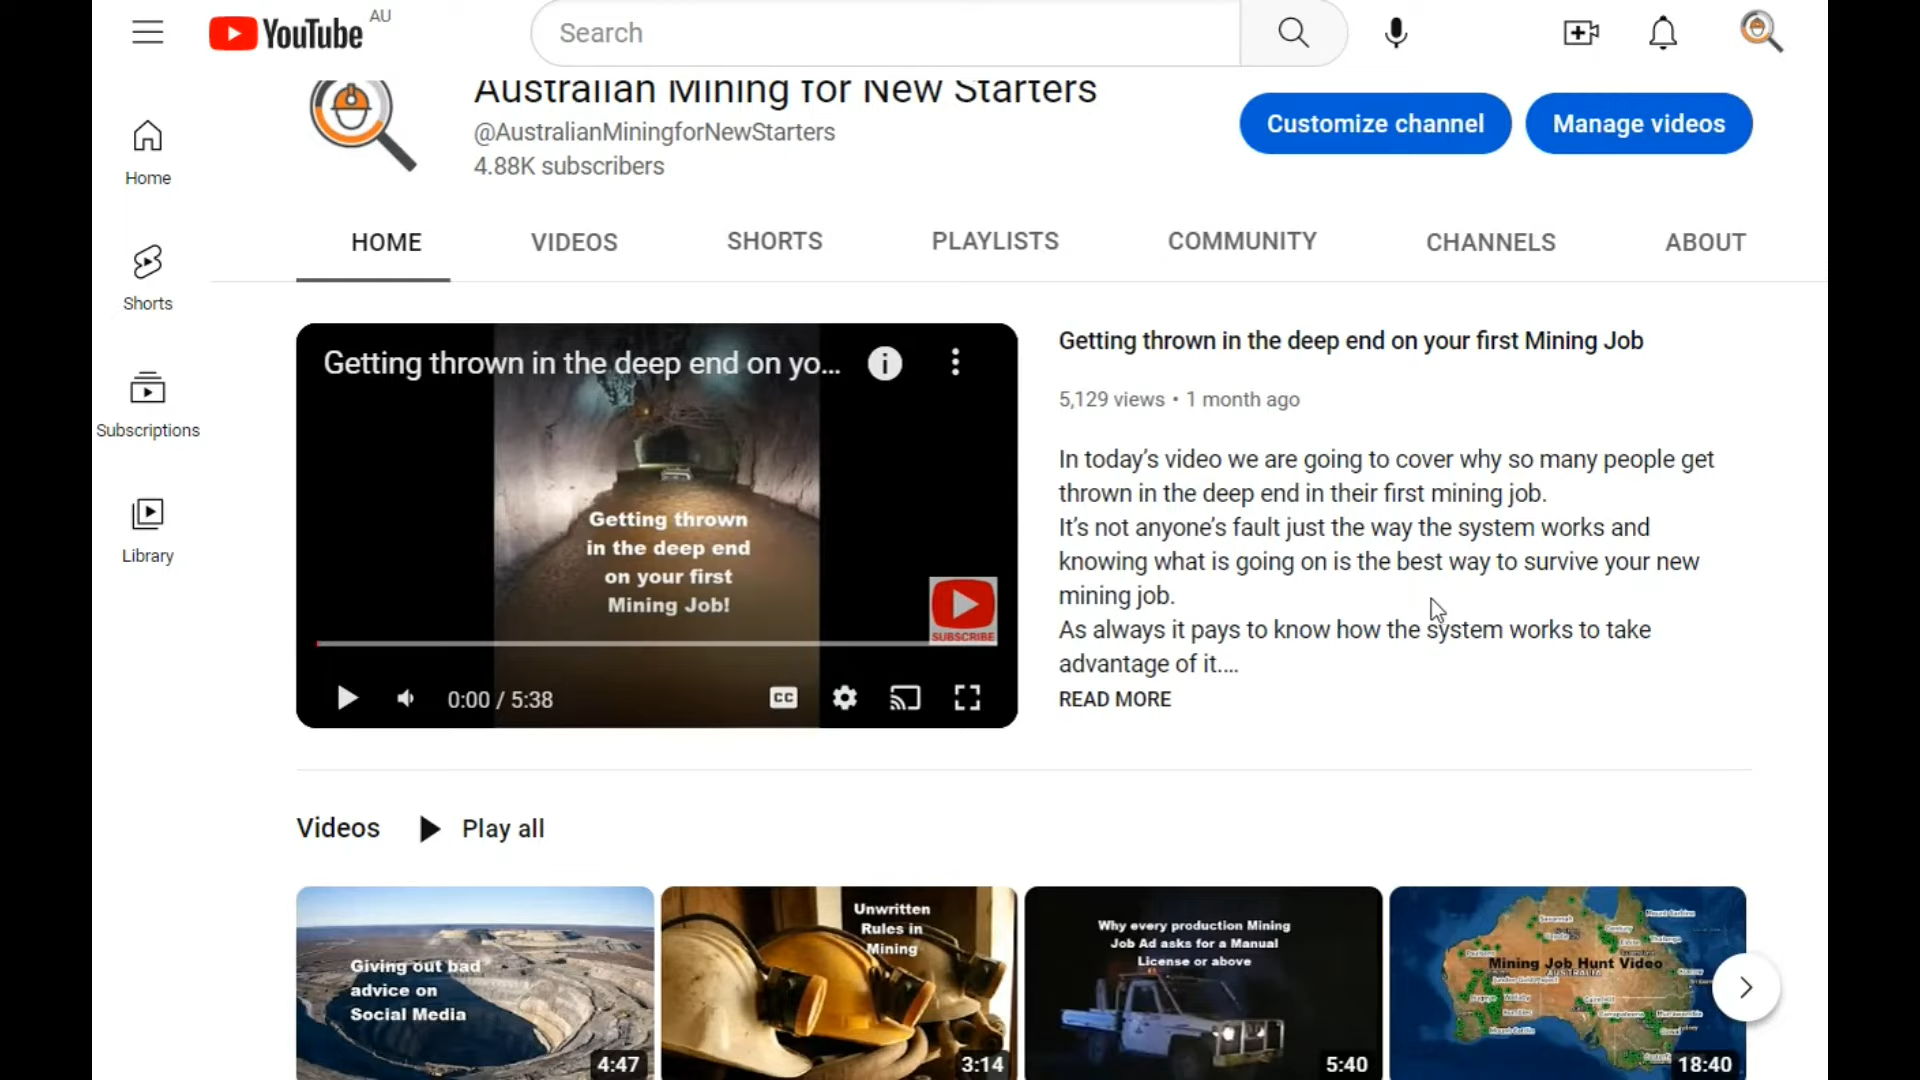 YouTube AU
Search
Australian Mining for New Starters
@AustralianMiningforNewStarters
4.88K subscribers
Customize channel
Manage videos
Home
Shorts
Subscriptions
Library
HOME
VIDEOS
SHORTS
PLAYLISTS
COMMUNITY
CHANNELS
ABOUT
Getting thrown in the deep end on yo...
Getting thrown
in the deep end
on your first
Mining Job!
SUBSCRIBE
0:00 / 5:38
CC
Getting thrown in the deep end on your first Mining Job
5,129 views • 1 month ago
In today's video we are going to cover why so many people get
thrown in the deep end in their first mining job.
It's not anyone's fault just the way the system works and
knowing what is going on is the best way to survive your new
mining job.
As always it pays to know how the system works to take
advantage of it....
READ MORE
Videos
Play all
Giving out bad
advice on
Social Media
4:47
Unwritten
Rules in
Mining
3:14
Why every production Mining
Job Ad asks for a Manual
License or above
5:40
Mining Job Hunt Video
AUSTRALIA
18:40